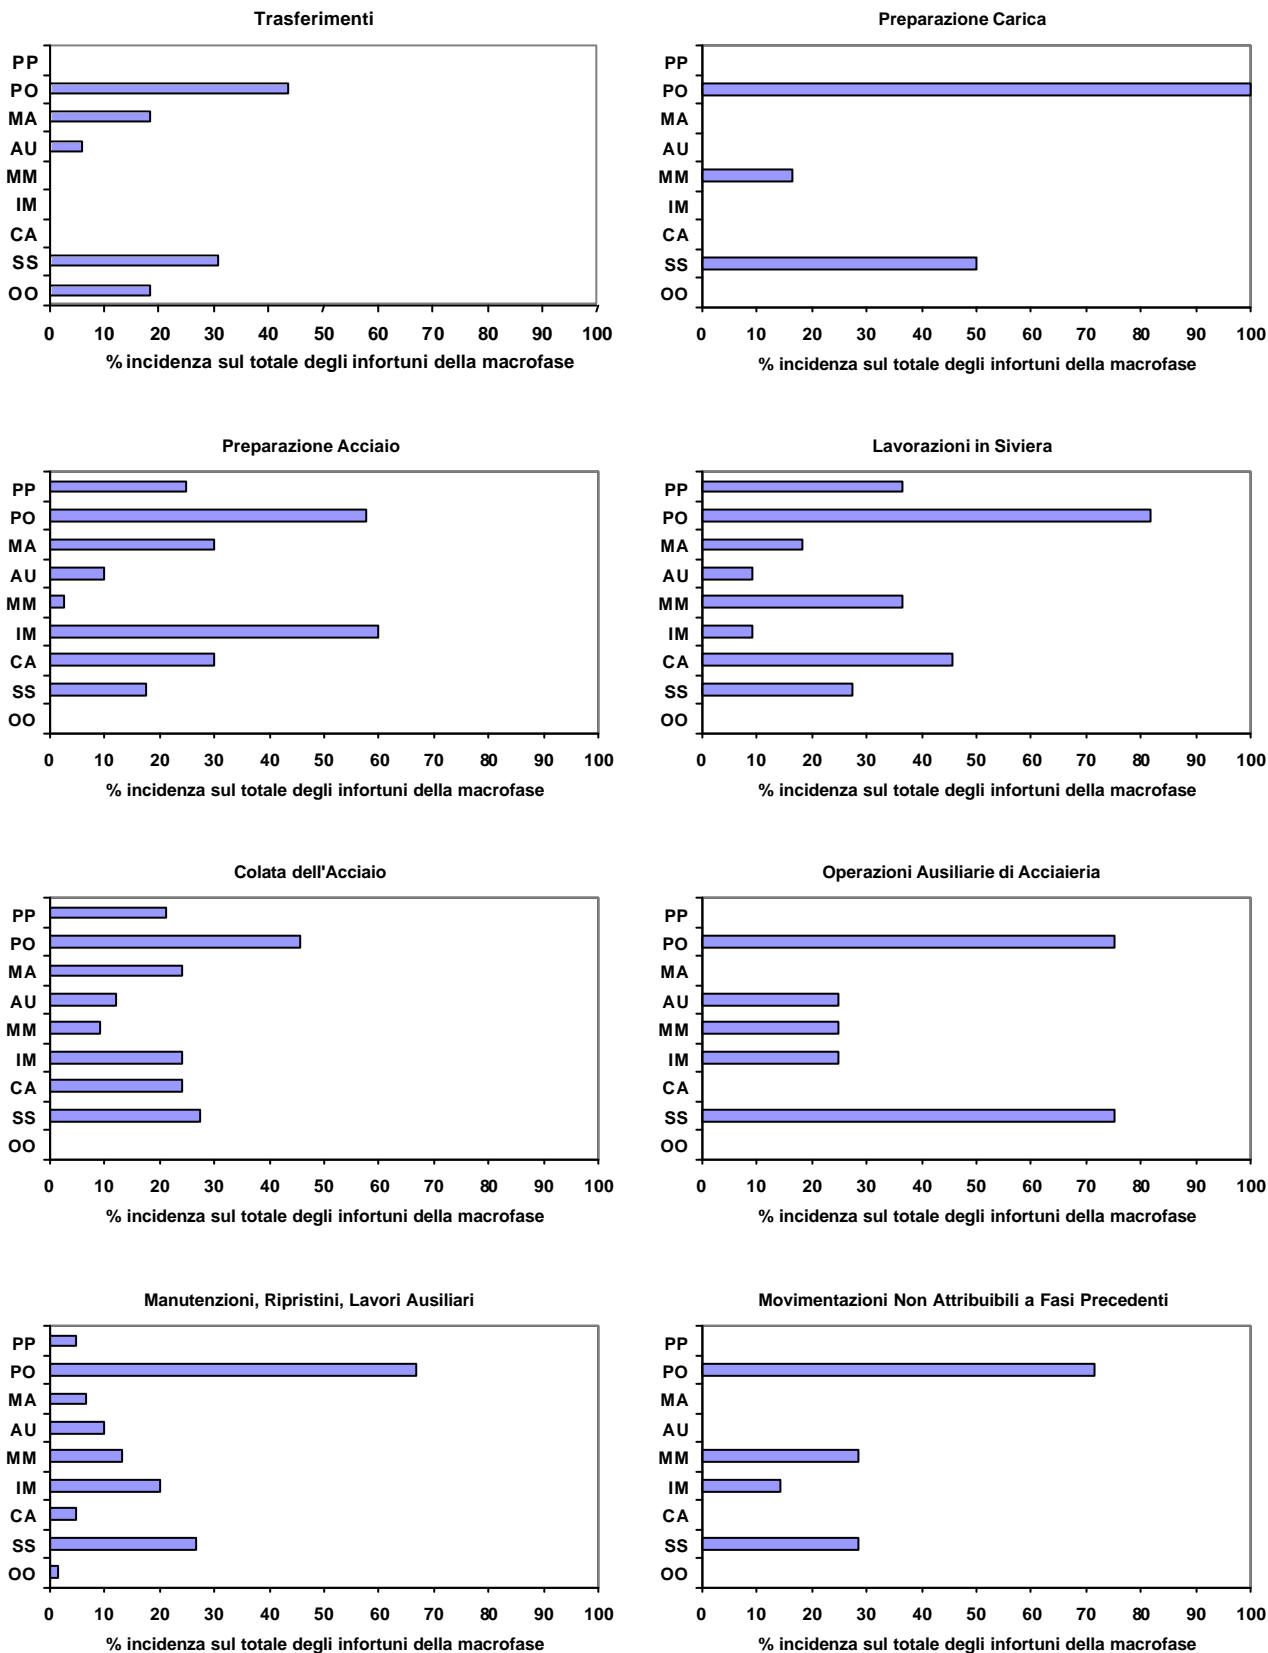 Trasferimenti
PP
PO
MA
AU
MM
IM
CA
SS
OO
0 10 20 30 40 50 60 70 80 90 100
% incidenza sul totale degli infortuni della macrofase
Preparazione Carica
PP
PO
MA
AU
MM
IM
CA
SS
OO
0 10 20 30 40 50 60 70 80 90 100
% incidenza sul totale degli infortuni della macrofase
Preparazione Acciaio
PP
PO
MA
AU
MM
IM
CA
SS
OO
0 10 20 30 40 50 60 70 80 90 100
% incidenza sul totale degli infortuni della macrofase
Lavorazioni in Siviera
PP
PO
MA
AU
MM
IM
CA
SS
OO
0 10 20 30 40 50 60 70 80 90 100
% incidenza sul totale degli infortuni della macrofase
Colata dell'Acciaio
PP
PO
MA
AU
MM
IM
CA
SS
OO
0 10 20 30 40 50 60 70 80 90 100
% incidenza sul totale degli infortuni della macrofase
Operazioni Ausiliarie di Acciaieria
PP
PO
MA
AU
MM
IM
CA
SS
OO
0 10 20 30 40 50 60 70 80 90 100
% incidenza sul totale degli infortuni della macrofase
Manutenzioni, Ripristini, Lavori Ausiliari
PP
PO
MA
AU
MM
IM
CA
SS
OO
0 10 20 30 40 50 60 70 80 90 100
% incidenza sul totale degli infortuni della macrofase
Movimentazioni Non Attribuibili a Fasi Precedenti
PP
PO
MA
AU
MM
IM
CA
SS
OO
0 10 20 30 40 50 60 70 80 90 100
% incidenza sul totale degli infortuni della macrofase